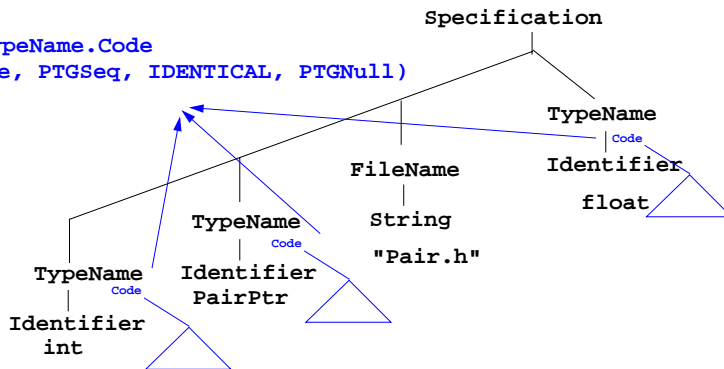 Specification
ypeName.Code
e, PTGSeq, IDENTICAL, PTGNull)
TypeName
Code
FileName
Identifier
float
TypeName
String
Code
"Pair.h"
TypeName
Identifier
Code
PairPtr
Identifier
int